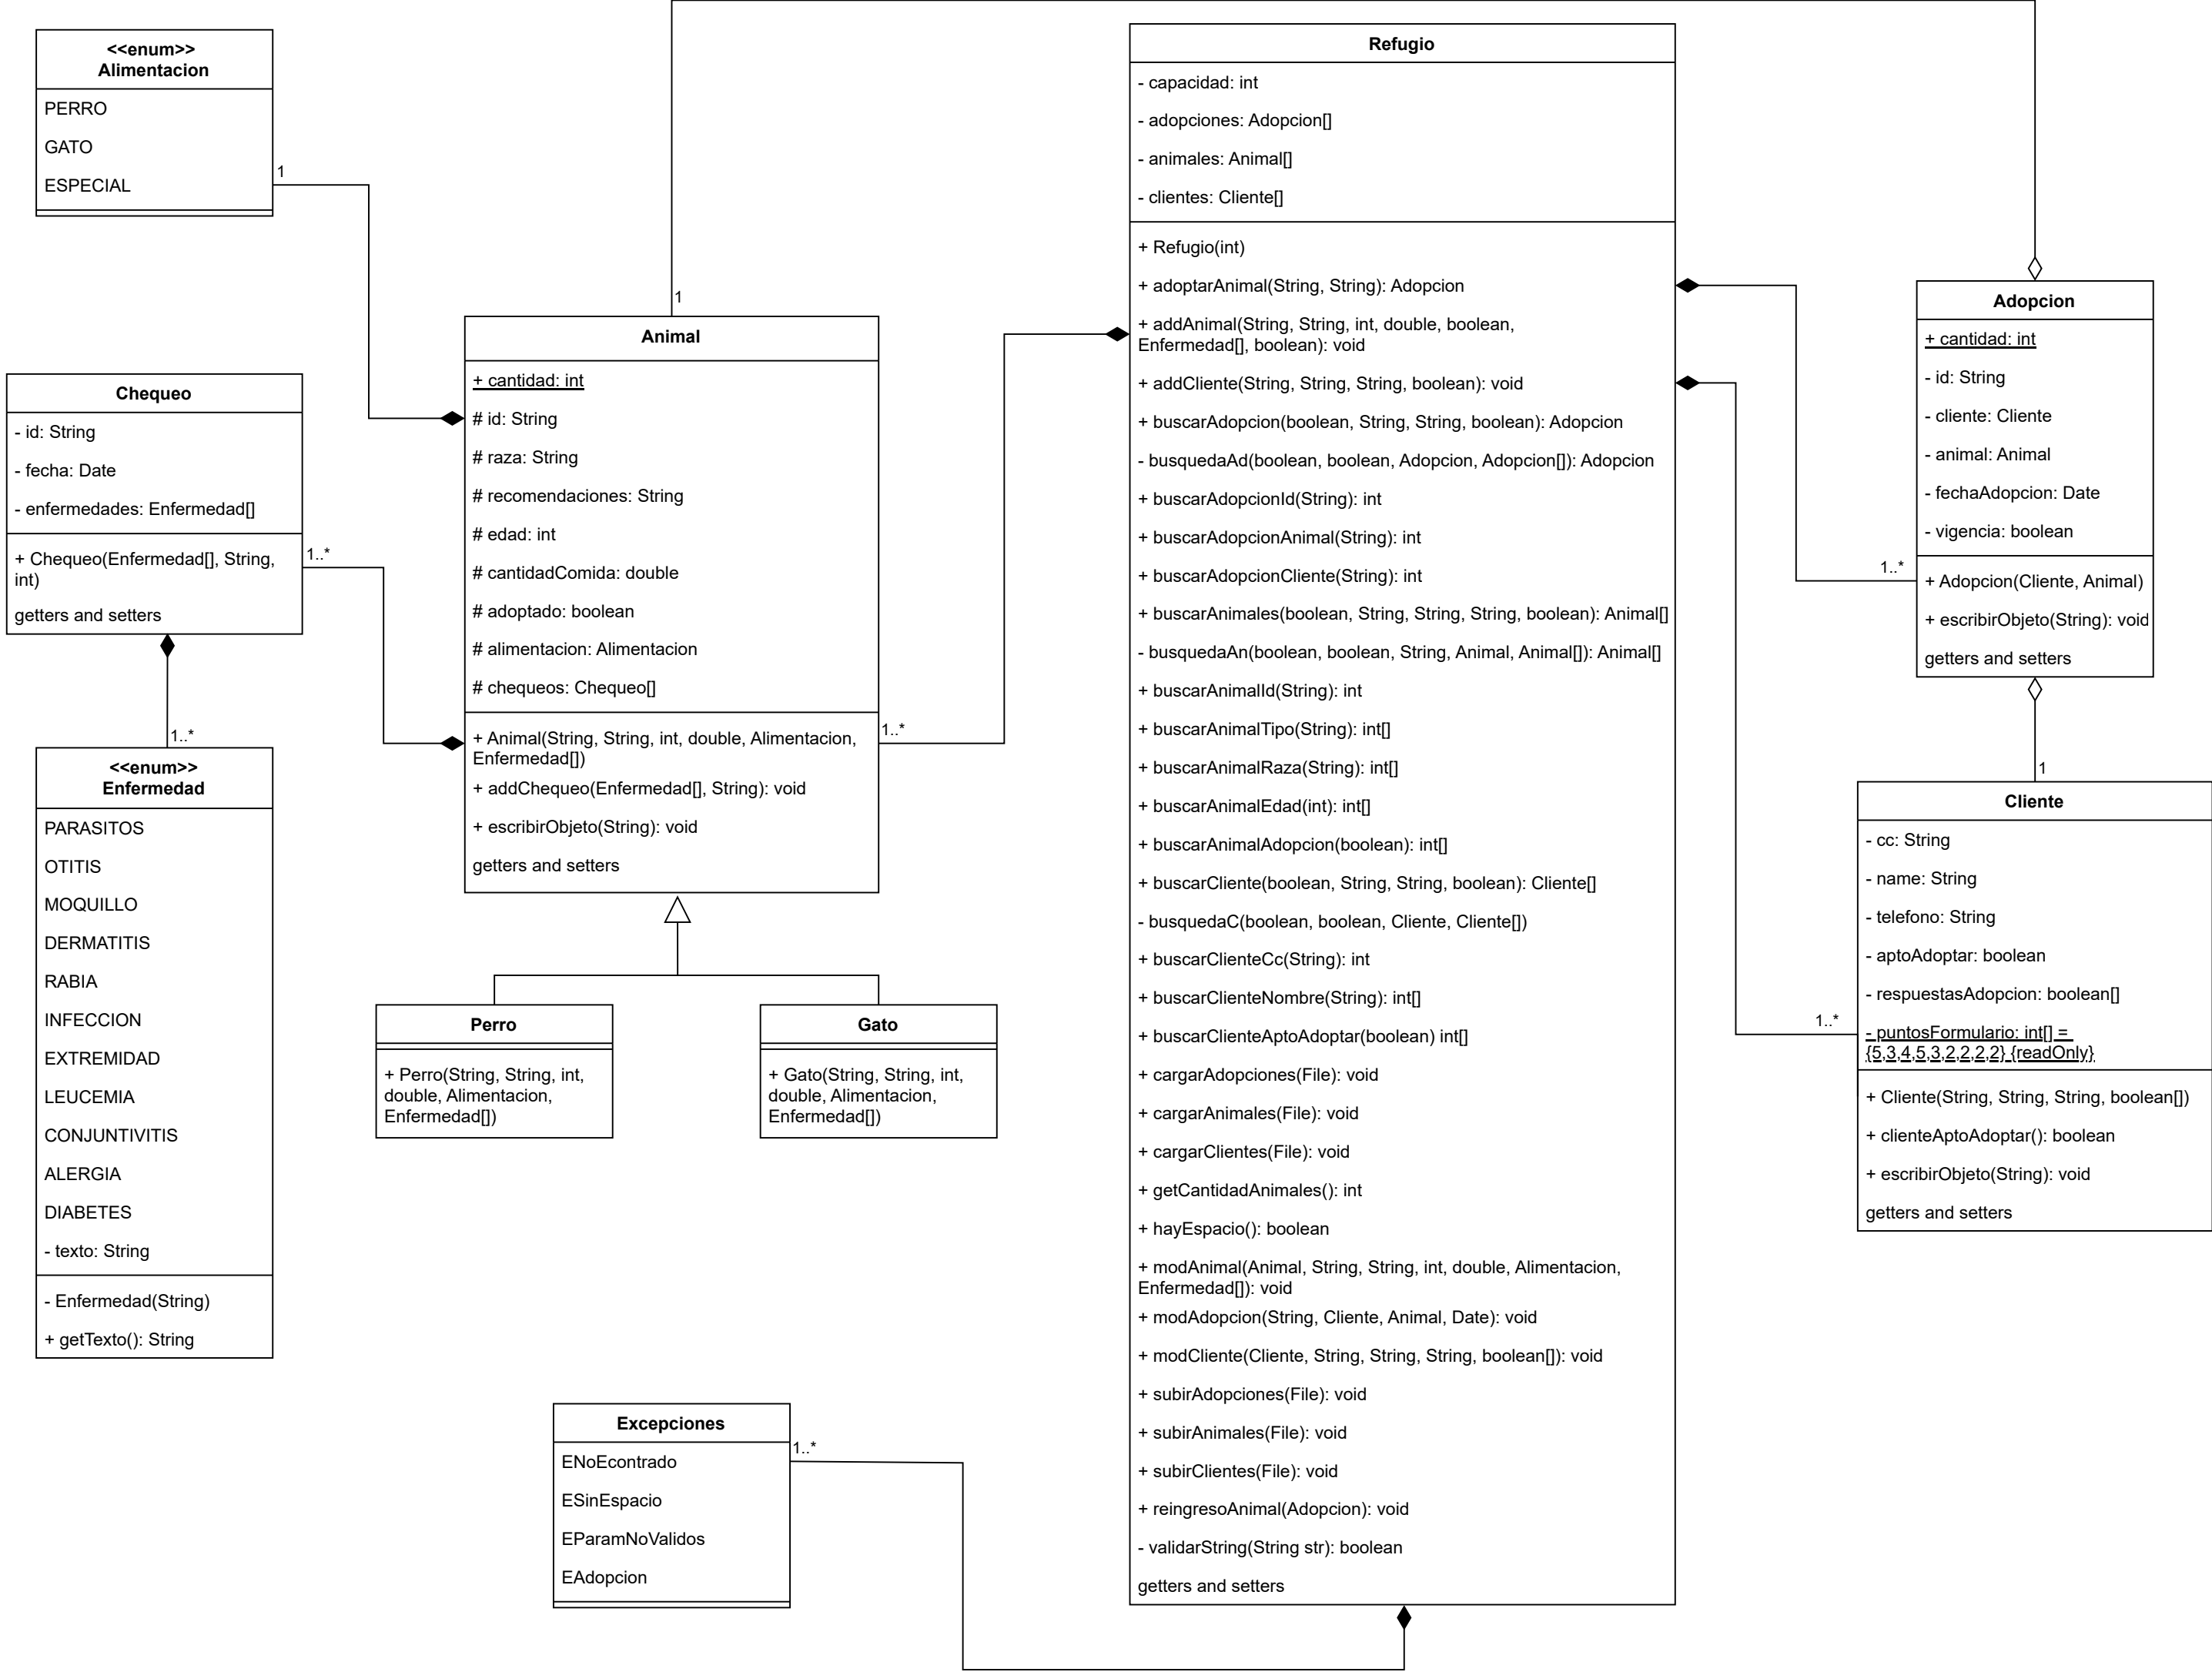 <<enum>>
Alimentacion
PERRO
GATO
ESPECIAL
1
Chequeo
- id: String
- fecha: Date
- enfermedades: Enfermedad[]
+ Chequeo(Enfermedad[], String,
int)
getters and setters
1..*
1..*
<<enum>>
Enfermedad
PARASITOS
OTITIS
MOQUILLO
DERMATITIS
RABIA
INFECCION
EXTREMIDAD
LEUCEMIA
CONJUNTIVITIS
ALERGIA
DIABETES
- texto: String
- Enfermedad(String)
+ getTexto(): String
1
Animal
+ cantidad: int
# id: String
# raza: String
# recomendaciones: String
# edad: int
# cantidadComida: double
# adoptado: boolean
# alimentacion: Alimentacion
# chequeos: Chequeo[]
+ Animal(String, String, int, double, Alimentacion,
Enfermedad[])
+ addChequeo(Enfermedad[], String): void
+ escribirObjeto(String): void
getters and setters
1..*
Perro
+ Perro(String, String, int,
double, Alimentacion,
Enfermedad[])
Gato
+ Gato(String, String, int,
double, Alimentacion,
Enfermedad[])
Excepciones
ENoEcontrado
ESinEspacio
EParamNoValidos
EAdopcion
1..*
Refugio
- capacidad: int
- adopciones: Adopcion[]
- animales: Animal[]
- clientes: Cliente[]
+ Refugio(int)
+ adoptarAnimal(String, String): Adopcion
+ addAnimal(String, String, int, double, boolean,
Enfermedad[], boolean): void
+ addCliente(String, String, String, boolean): void
+ buscarAdopcion(boolean, String, String, boolean): Adopcion
- busquedaAd(boolean, boolean, Adopcion, Adopcion[]): Adopcion
+ buscarAdopcionId(String): int
+ buscarAdopcionAnimal(String): int
+ buscarAdopcionCliente(String): int
+ buscarAnimales(boolean, String, String, String, boolean): Animal[]
- busquedaAn(boolean, boolean, String, Animal, Animal[]): Animal[]
+ buscarAnimalId(String): int
+ buscarAnimalTipo(String): int[]
+ buscarAnimalRaza(String): int[]
+ buscarAnimalEdad(int): int[]
+ buscarAnimalAdopcion(boolean): int[]
+ buscarCliente(boolean, String, String, boolean): Cliente[]
- busquedaC(boolean, boolean, Cliente, Cliente[])
+ buscarClienteCc(String): int
+ buscarClienteNombre(String): int[]
+ buscarClienteAptoAdoptar(boolean) int[]
+ cargarAdopciones(File): void
+ cargarAnimales(File): void
+ cargarClientes(File): void
+ getCantidadAnimales(): int
+ hayEspacio(): boolean
+ modAnimal(Animal, String, String, int, double, Alimentacion,
Enfermedad[]): void
+ modAdopcion(String, Cliente, Animal, Date): void
+ modCliente(Cliente, String, String, String, boolean[]): void
+ subirAdopciones(File): void
+ subirAnimales(File): void
+ subirClientes(File): void
+ reingresoAnimal(Adopcion): void
- validarString(String str): boolean
getters and setters
Adopcion
+ cantidad: int
- id: String
- cliente: Cliente
- animal: Animal
- fechaAdopcion: Date
- vigencia: boolean
+ Adopcion(Cliente, Animal)
+ escribirObjeto(String): void
getters and setters
1..*
1
Cliente
- cc: String
- name: String
- telefono: String
- aptoAdoptar: boolean
- respuestasAdopcion: boolean[]
- puntosFormulario: int[] =
{5,3,4,5,3,2,2,2,2} {readOnly}
+ Cliente(String, String, String, boolean[])
+ clienteAptoAdoptar(): boolean
+ escribirObjeto(String): void
getters and setters
1..*